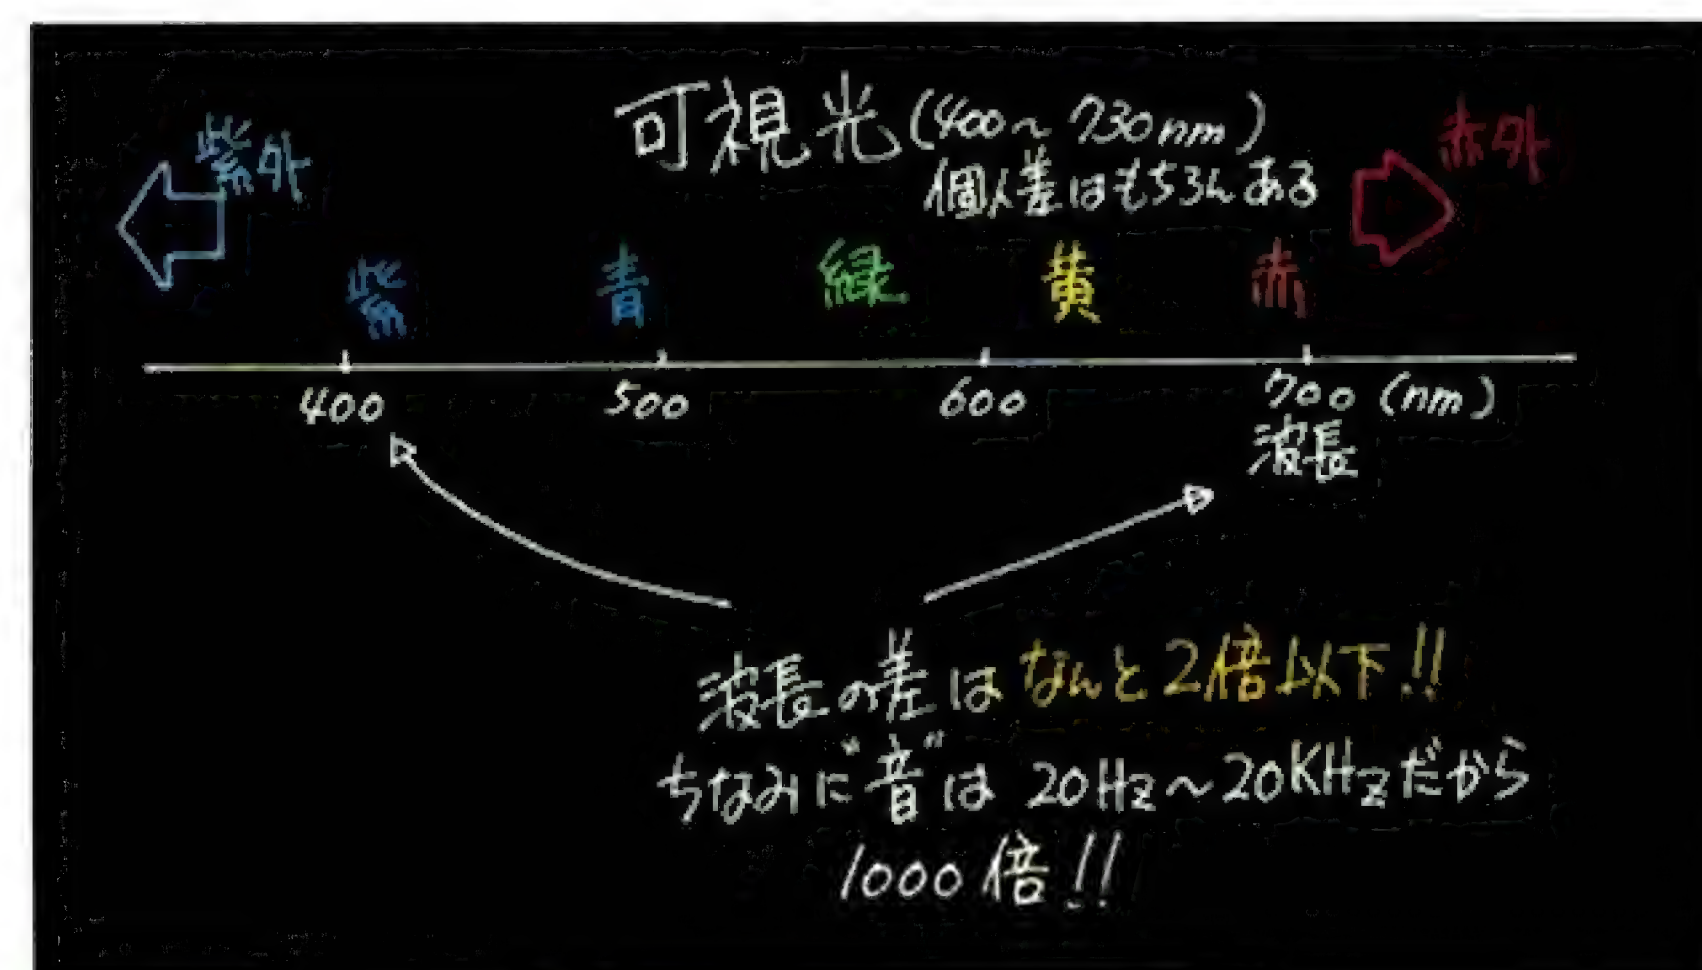 可視光(400～730nm)
個人差はもちろんある
紫外
赤外
紫 青 緑 黄 赤
400 500 600 700 (nm)
波長
波長の差は なんと2倍以下!!
ちなみに"音"は 20Hz～20KHzだから
1000倍!!